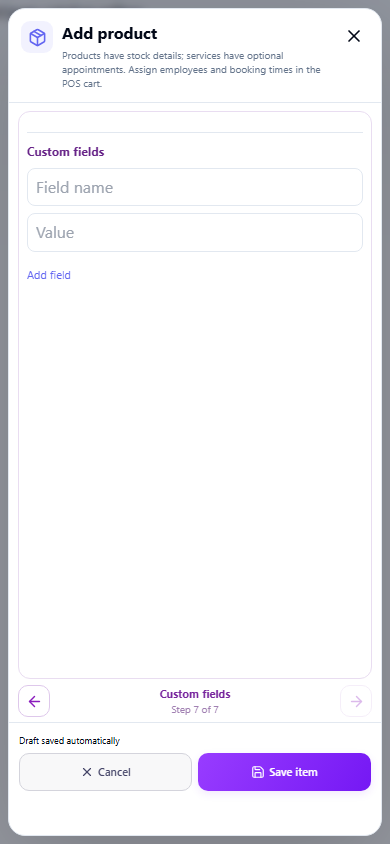 Add product
Products have stock details; services have optional
appointments. Assign employees and booking times in the
POS cart.
Custom fields
Field name
Value
Add field
Custom fields
Step 7 of 7
Draft saved automatically
Cancel
Save item